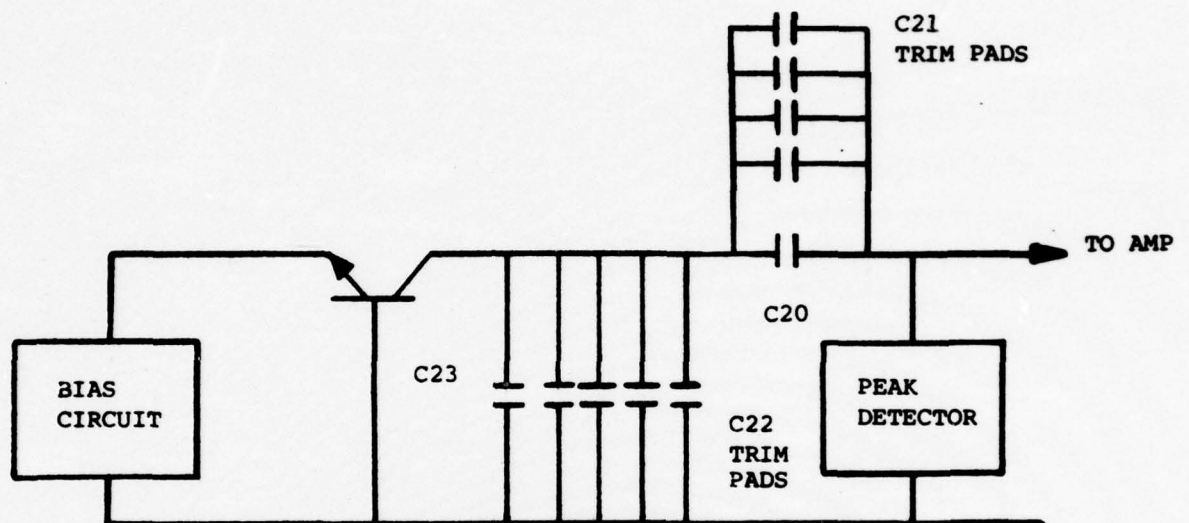 C21
TRIM PADS
TO AMP
C20
C23
BIAS
CIRCUIT
C22
TRIM
PADS
PEAK
DETECTOR